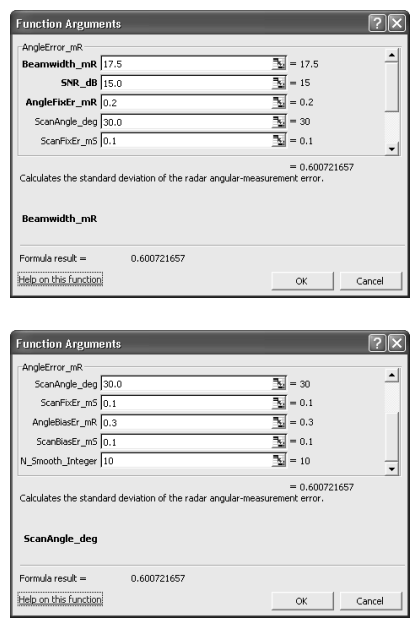 Function Arguments
AngleError_mR
Beamwidth_mR 17.5 = 17.5
SNR_dB 15.0 = 15
AngleFixEr_mR 0.2 = 0.2
ScanAngle_deg 30.0 = 30
ScanFixEr_mS 0.1 = 0.1
= 0.600721657
Calculates the standard deviation of the radar angular-measurement error.
Beamwidth_mR
Formula result = 0.600721657
Help on this function OK Cancel
Function Arguments
AngleError_mR
ScanAngle_deg 30.0 = 30
ScanFixEr_mS 0.1 = 0.1
AngleBiasEr_mR 0.3 = 0.3
ScanBiasEr_mS 0.1 = 0.1
N_Smooth_Integer 10 = 10
= 0.600721657
Calculates the standard deviation of the radar angular-measurement error.
ScanAngle_deg
Formula result = 0.600721657
Help on this function OK Cancel